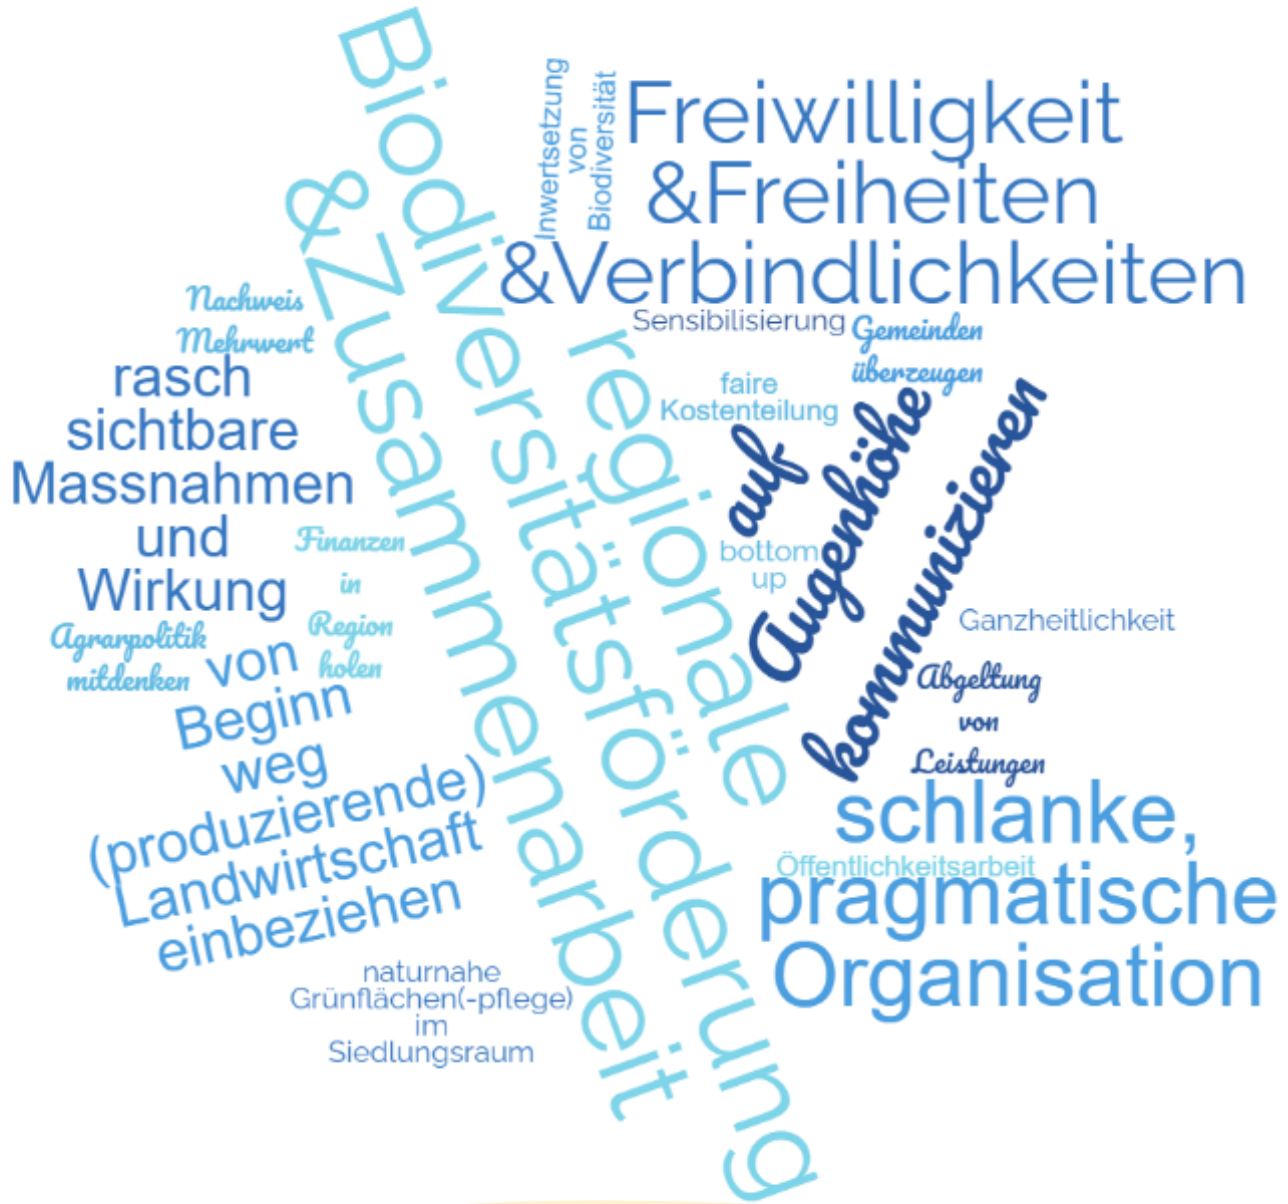 regionale
Biodiversitätsförderung
&Zusammenarbeit
Inwertsetzung
von
Biodiversität
Freiwilligkeit
&Freiheiten
&Verbindlichkeiten
Sensibilisierung
Gemeinden
überzeugen
Nachweis
Mehrwert
rasch
sichtbare
Massnahmen
und
Wirkung
faire
Kostenteilung
auf
Augenhöhe
kommunizieren
bottom
up
Finanzen
in
Region
holen
Agrarpolitik
mitdenken
Ganzheitlichkeit
Abgeltung
von
Leistungen
von
Beginn
weg
(produzierende)
Landwirtschaft
einbeziehen
schlanke,
pragmatische
Organisation
Öffentlichkeitsarbeit
naturnahe
Grünflächen(-pflege)
im
Siedlungsraum